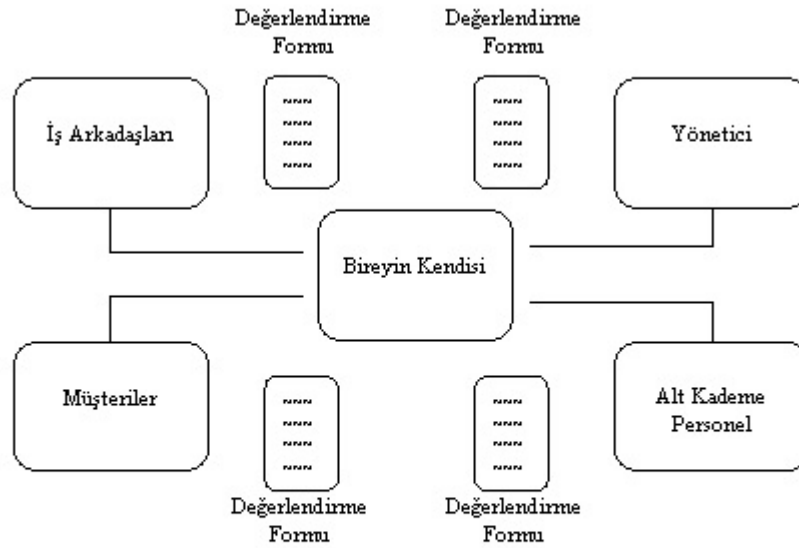 Değerlendirme
Formu
Değerlendirme
Formu
İş Arkadaşları
Yönetici
Bireyin Kendisi
Müşteriler
Alt Kademe
Personel
Değerlendirme
Formu
Değerlendirme
Formu